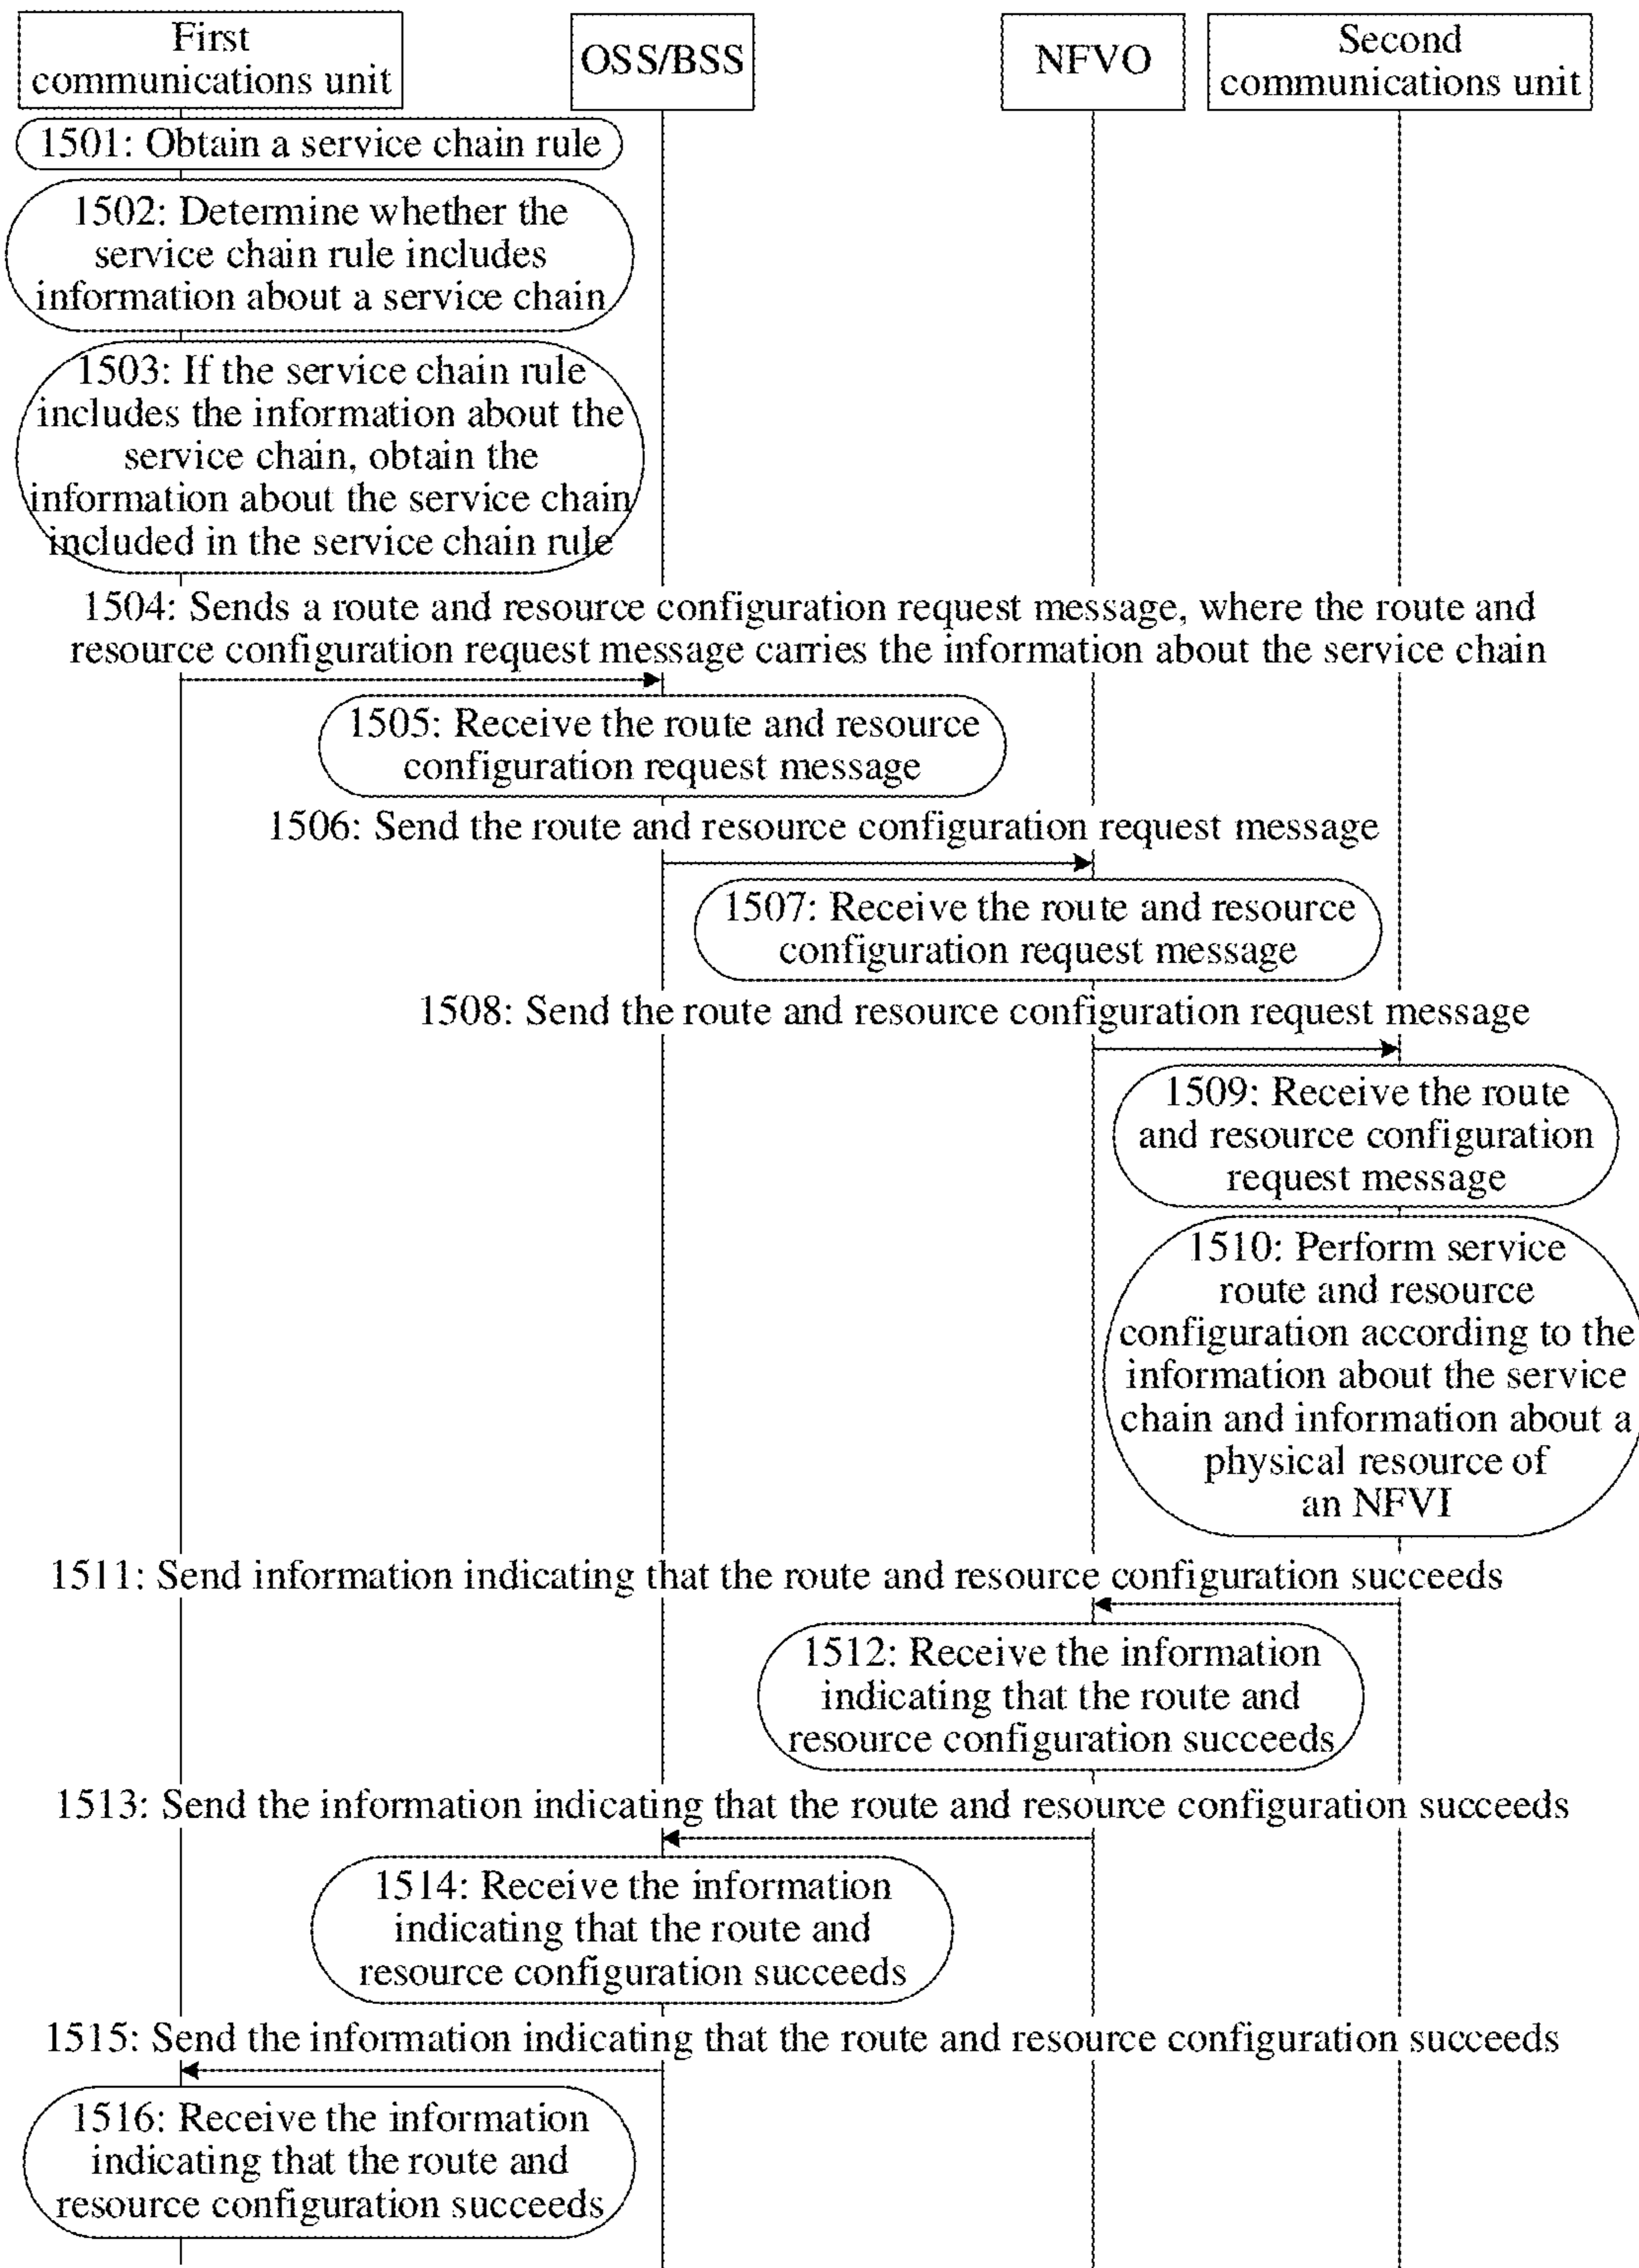 First
communications unit
OSS/BSS
NFVO
Second
communications unit
1501: Obtain a service chain rule
1502: Determine whether the
service chain rule includes
information about a service chain
1503: If the service chain rule
includes the information about the
service chain, obtain the
information about the service chain
included in the service chain rule
1504: Sends a route and resource configuration request message, where the route and
resource configuration request message carries the information about the service chain
1505: Receive the route and resource
configuration request message
1506: Send the route and resource configuration request message
1507: Receive the route and resource
configuration request message
1508: Send the route and resource configuration request message
1509: Receive the route
and resource configuration
request message
1510: Perform service
route and resource
configuration according to the
information about the service
chain and information about a
physical resource of
an NFVI
1511: Send information indicating that the route and resource configuration succeeds
1512: Receive the information
indicating that the route and
resource configuration succeeds
1513: Send the information indicating that the route and resource configuration succeeds
1514: Receive the information
indicating that the route and
resource configuration succeeds
1515: Send the information indicating that the route and resource configuration succeeds
1516: Receive the information
indicating that the route and
resource configuration succeeds